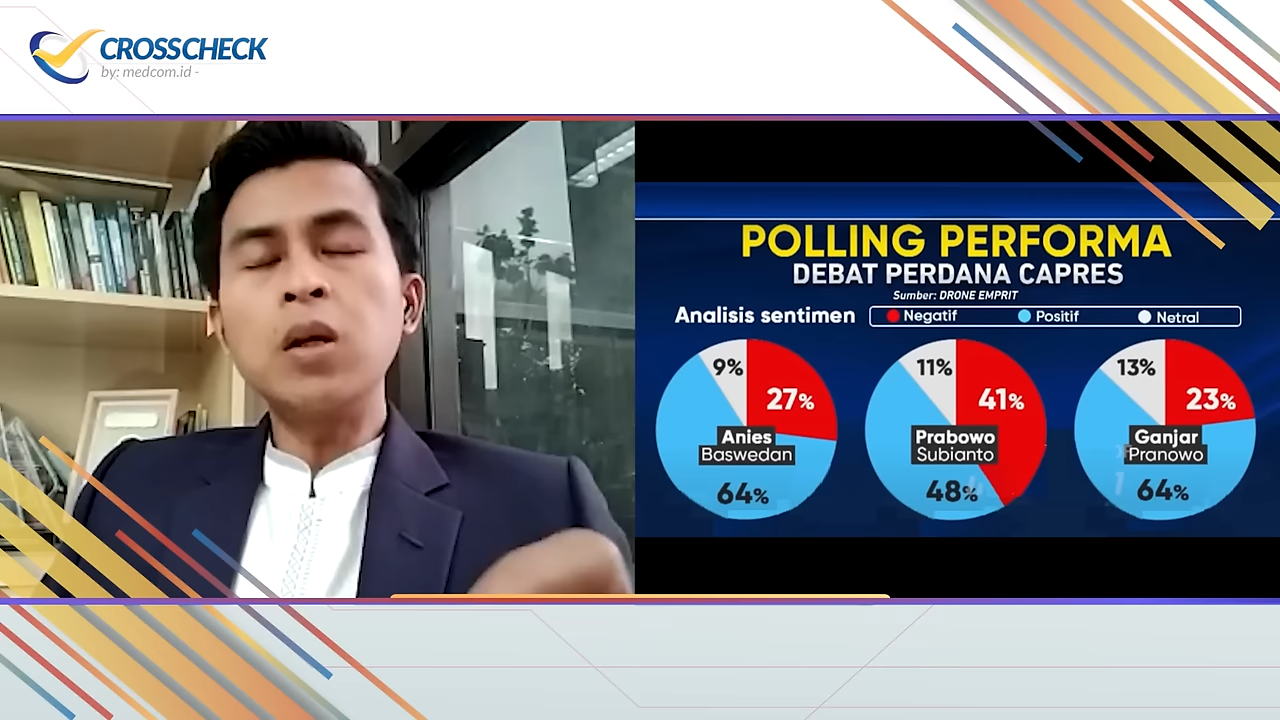 CROSSCHECK
by: medcom.id -
POLLING PERFORMA
DEBAT PERDANA CAPRES
Sumber: DRONE EMPRIT
Analisis sentimen
Negatif
Positif
Netral
9%
27%
Anies
Baswedan
64%
11%
41%
Prabowo
Subianto
48%
13%
23%
Ganjar
Pranowo
64%